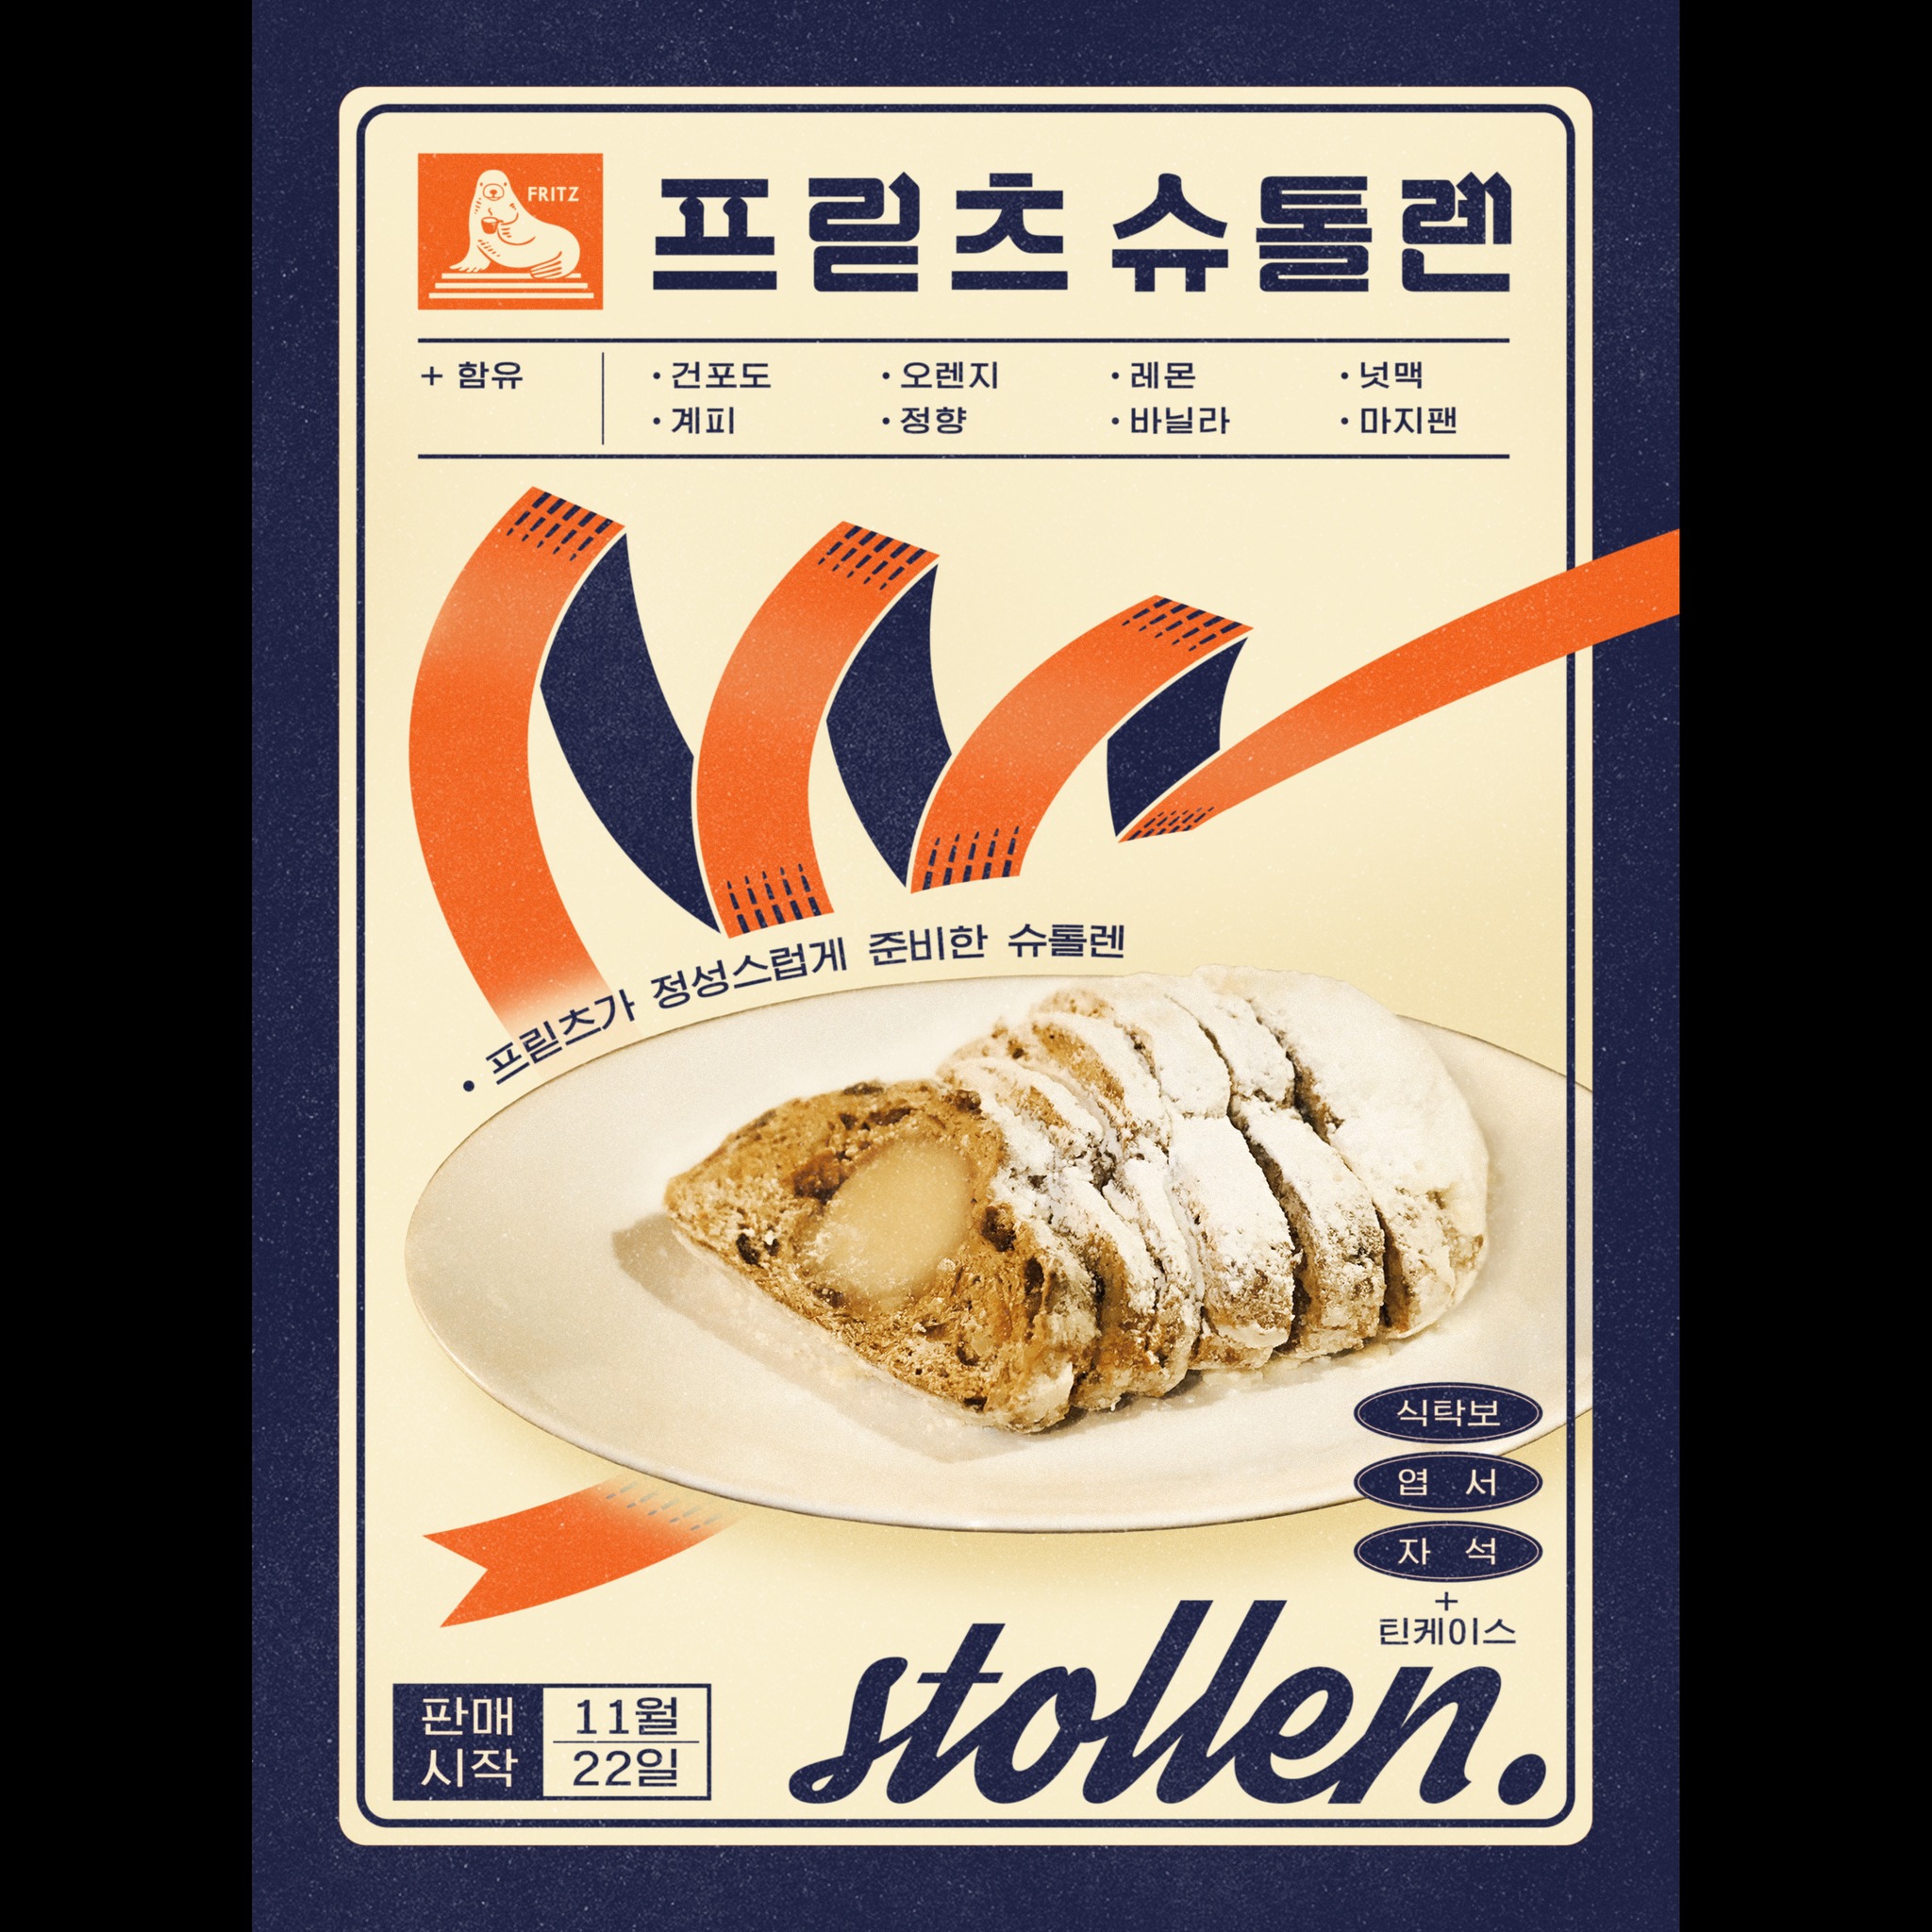 FRITZ
프릳츠 슈톨렌
+ 함유
• 건포도 • 오렌지 • 레몬 • 넛맥
• 계피 • 정향 • 바닐라 • 마지팬
• 프릳츠가 정성스럽게 준비한 슈톨렌
식탁보
엽 서
자 석
+
틴케이스
stollen.
판매 시작
11월
22일